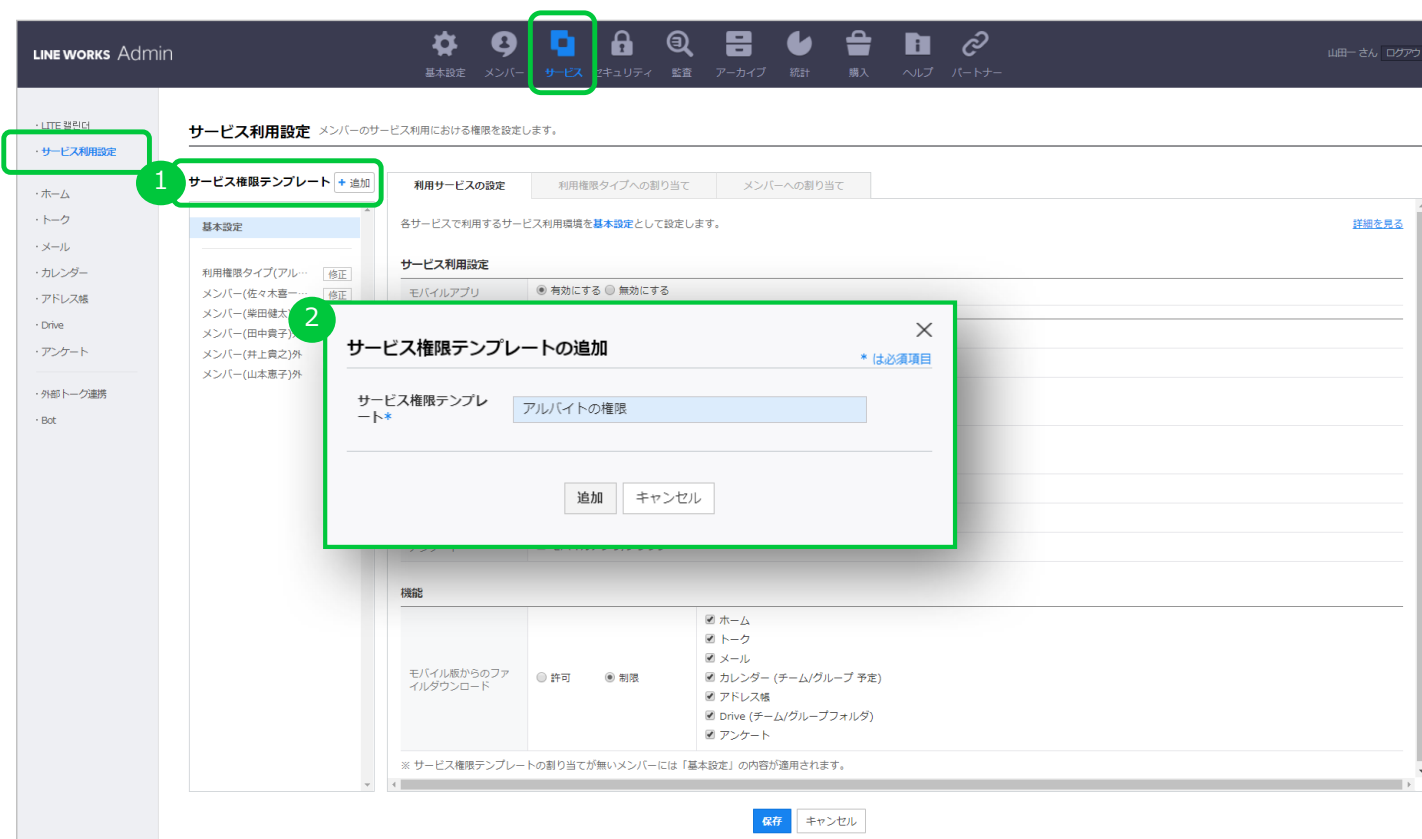 LINE WORKS Admin
基本設定 メンバー サービス セキュリティ 監査 アーカイブ 統計 購入 ヘルプ パートナー
山田一 さん ログアウ
・LITE 캘린더
・サービス利用設定
・ホーム
・トーク
・メール
・カレンダー
・アドレス帳
・Drive
・アンケート
・外部トーク連携
・Bot
サービス利用設定 メンバーのサービス利用における権限を設定します。
1
サービス権限テンプレート + 追加
基本設定
利用権限タイプ(アル… 修正
メンバー(佐々木喜一… 修正
メンバー(柴田健太)
メンバー(田中貴子)
メンバー(井上貴之)外
メンバー(山本恵子)外
利用サービスの設定 利用権限タイプへの割り当て メンバーへの割り当て
各サービスで利用するサービス利用環境を基本設定として設定します。 詳細を見る
サービス利用設定
モバイルアプリ 有効にする 無効にする
2
サービス権限テンプレートの追加
* は必須項目
サービス権限テンプレ
ート*
アルバイトの権限
追加 キャンセル
機能
モバイル版からのファ
イルダウンロード
許可 制限
ホーム
トーク
メール
カレンダー (チーム/グループ 予定)
アドレス帳
Drive (チーム/グループフォルダ)
アンケート
※ サービス権限テンプレートの割り当てが無いメンバーには「基本設定」の内容が適用されます。
保存 キャンセル